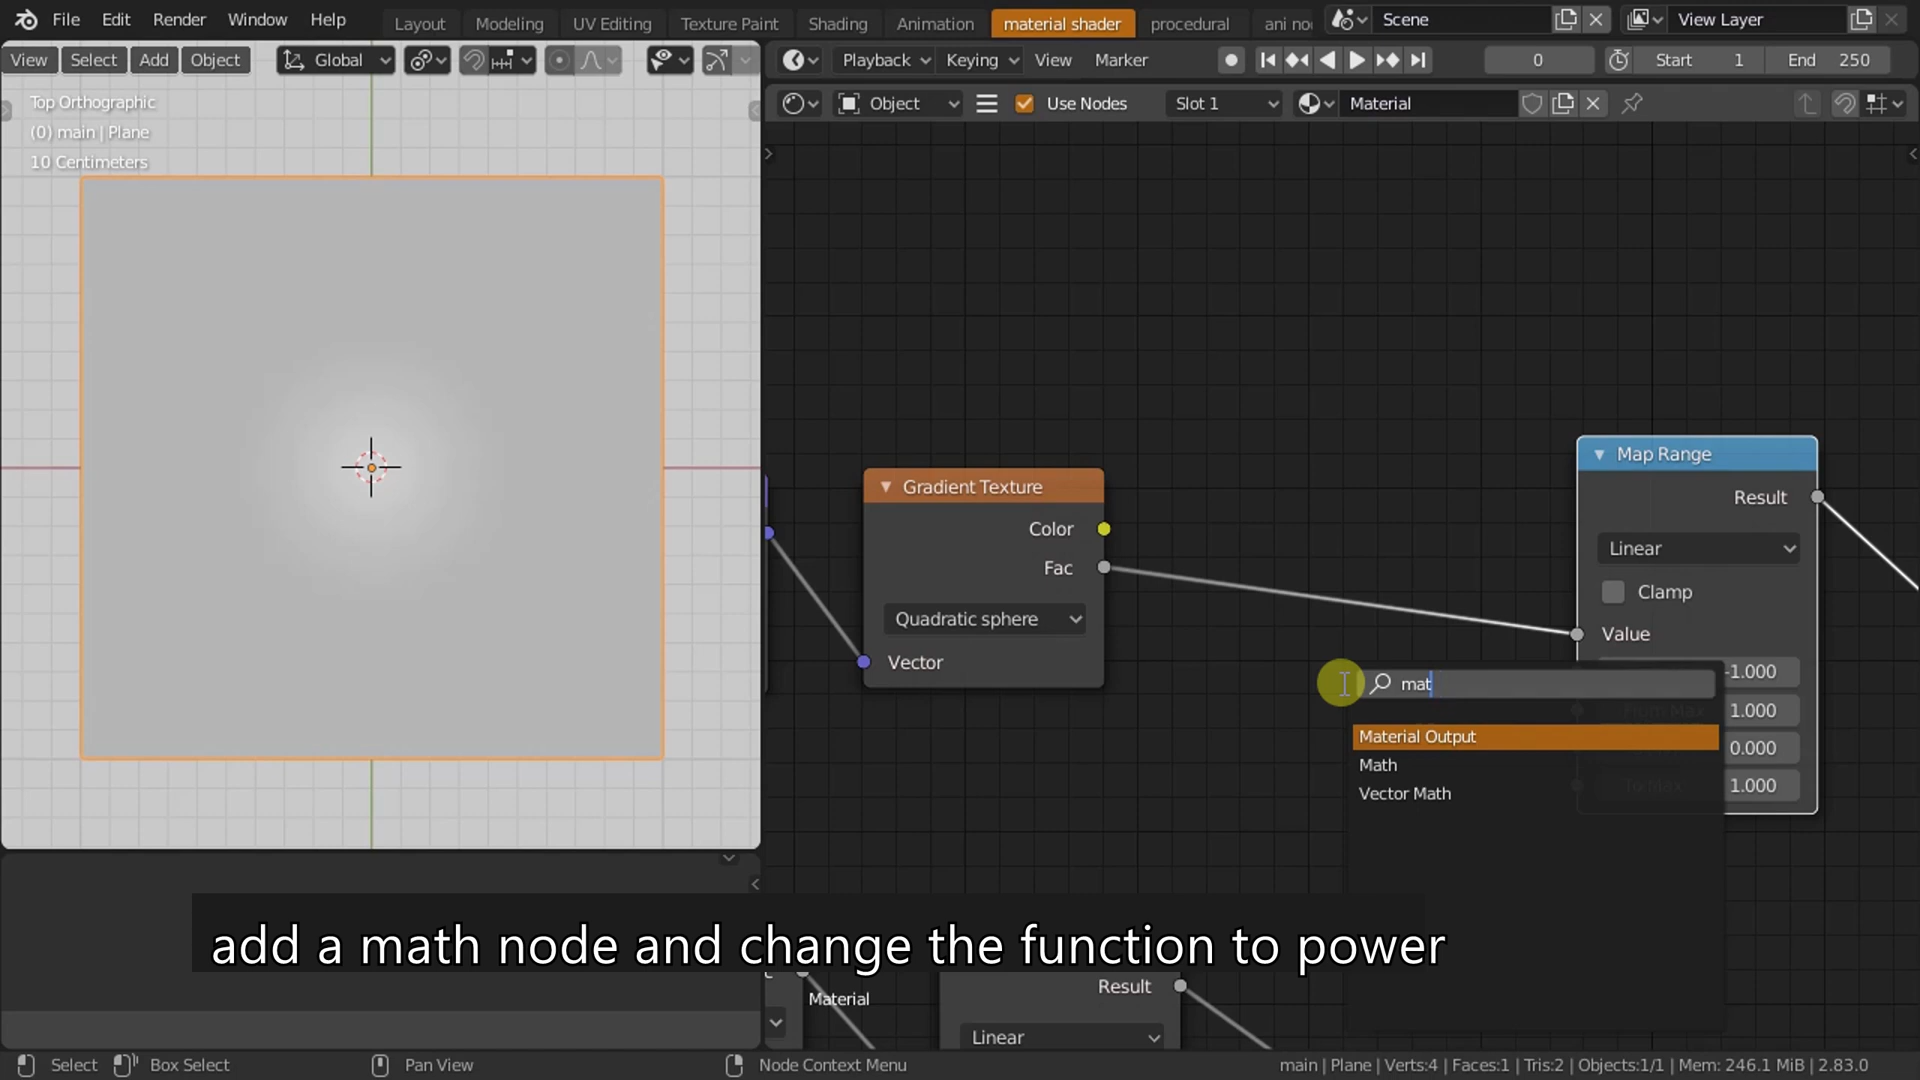 File Edit Render Window Help Layout Modeling UV Editing Texture Paint Shading Animation material shader procedural ani no Scene View Layer
View Select Add Object Global
Playback Keying View Marker 0 Start 1 End 250
Object Use Nodes Slot 1 Material
Top Orthographic
(0) main | Plane
10 Centimeters
Gradient Texture
Color
Fac
Quadratic sphere
Vector
Map Range
Result
Linear
Clamp
Value
-1.000
1.000
0.000
1.000
mat
Material Output
Math
Vector Math
add a math node and change the function to power
Material
Result
Linear
Select Box Select Pan View Node Context Menu main | Plane | Verts:4 | Faces:1 | Tris:2 | Objects:1/1 | Mem: 246.1 MiB | 2.83.0